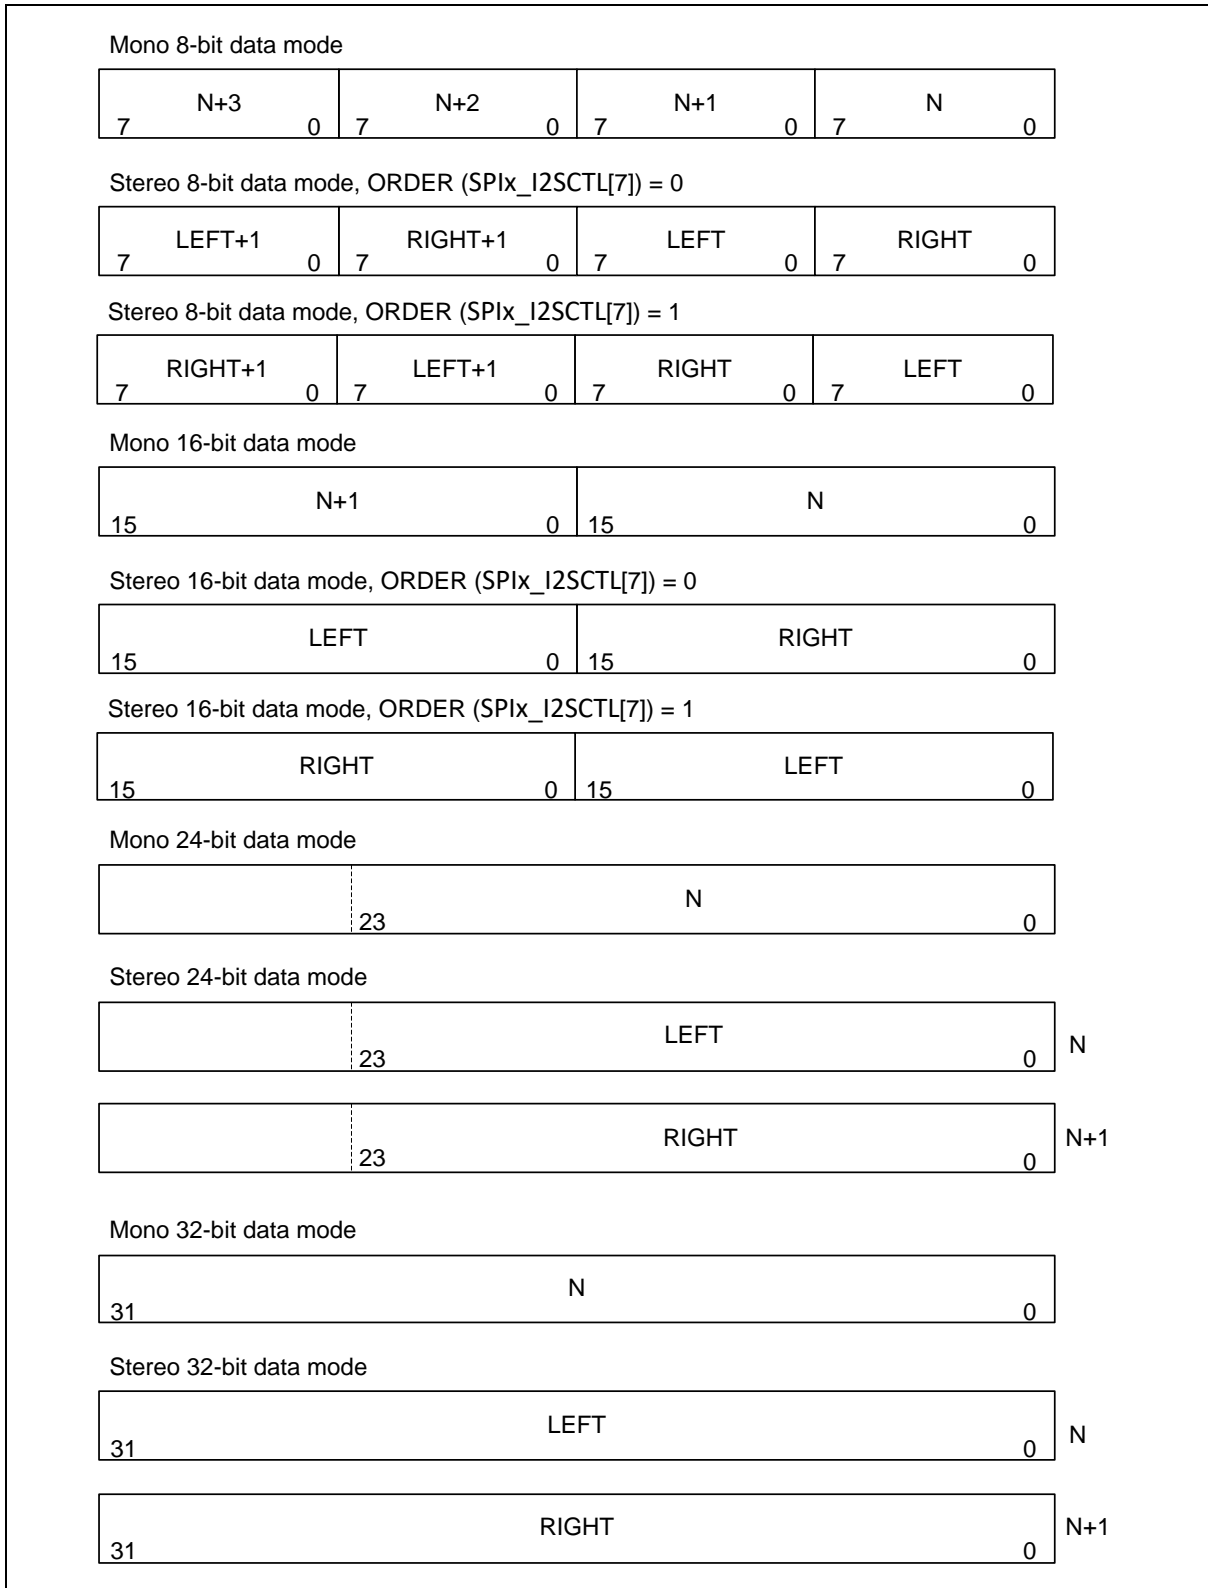 Mono 8-bit data mode
N+3 N+2 N+1 N
7 0 7 0 7 0 7 0
Stereo 8-bit data mode, ORDER (SPIx_I2SCTL[7]) = 0
LEFT+1 RIGHT+1 LEFT RIGHT
7 0 7 0 7 0 7 0
Stereo 8-bit data mode, ORDER (SPIx_I2SCTL[7]) = 1
RIGHT+1 LEFT+1 RIGHT LEFT
7 0 7 0 7 0 7 0
Mono 16-bit data mode
N+1 N
15 0 15 0
Stereo 16-bit data mode, ORDER (SPIx_I2SCTL[7]) = 0
LEFT RIGHT
15 0 15 0
Stereo 16-bit data mode, ORDER (SPIx_I2SCTL[7]) = 1
RIGHT LEFT
15 0 15 0
Mono 24-bit data mode
N
23 0
Stereo 24-bit data mode
LEFT N
23 0
RIGHT N+1
23 0
Mono 32-bit data mode
N
31 0
Stereo 32-bit data mode
LEFT N
31 0
RIGHT N+1
31 0